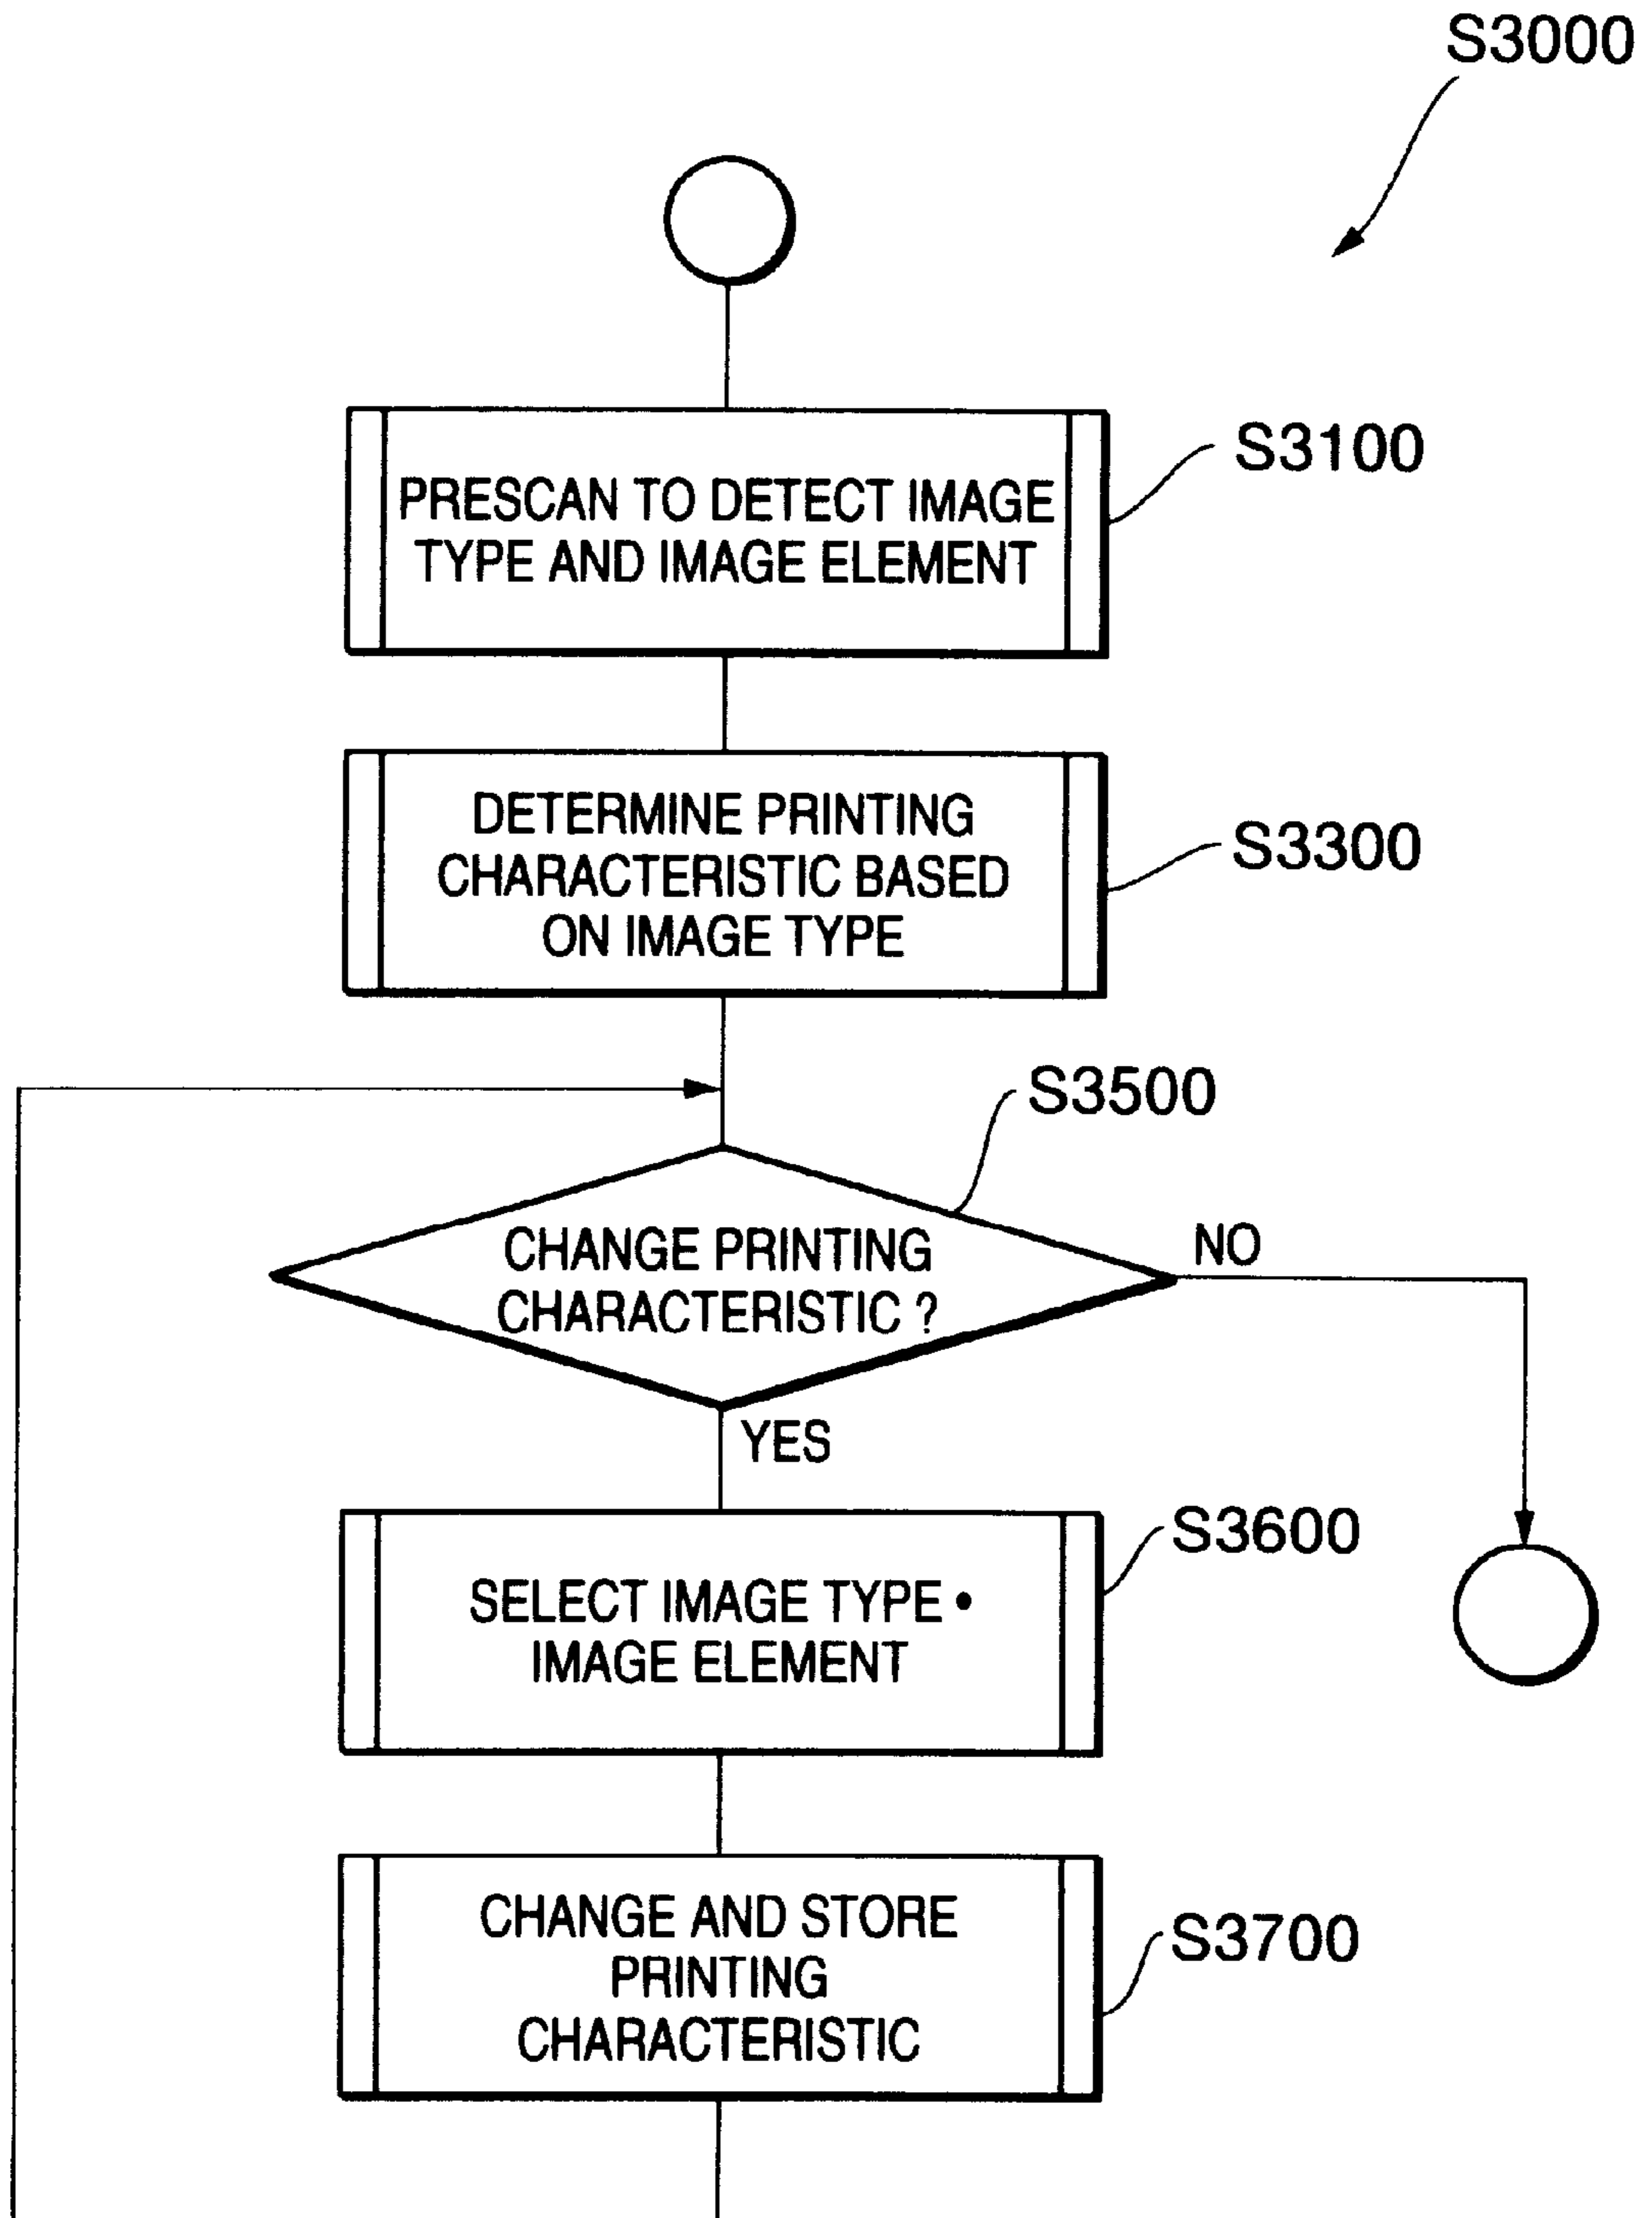 S3000
PRESCAN TO DETECT IMAGE
TYPE AND IMAGE ELEMENT
S3100
DETERMINE PRINTING
CHARACTERISTIC BASED
ON IMAGE TYPE
S3300
S3500
CHANGE PRINTING
CHARACTERISTIC ?
NO
YES
S3600
SELECT IMAGE TYPE •
IMAGE ELEMENT
CHANGE AND STORE
PRINTING
CHARACTERISTIC
S3700